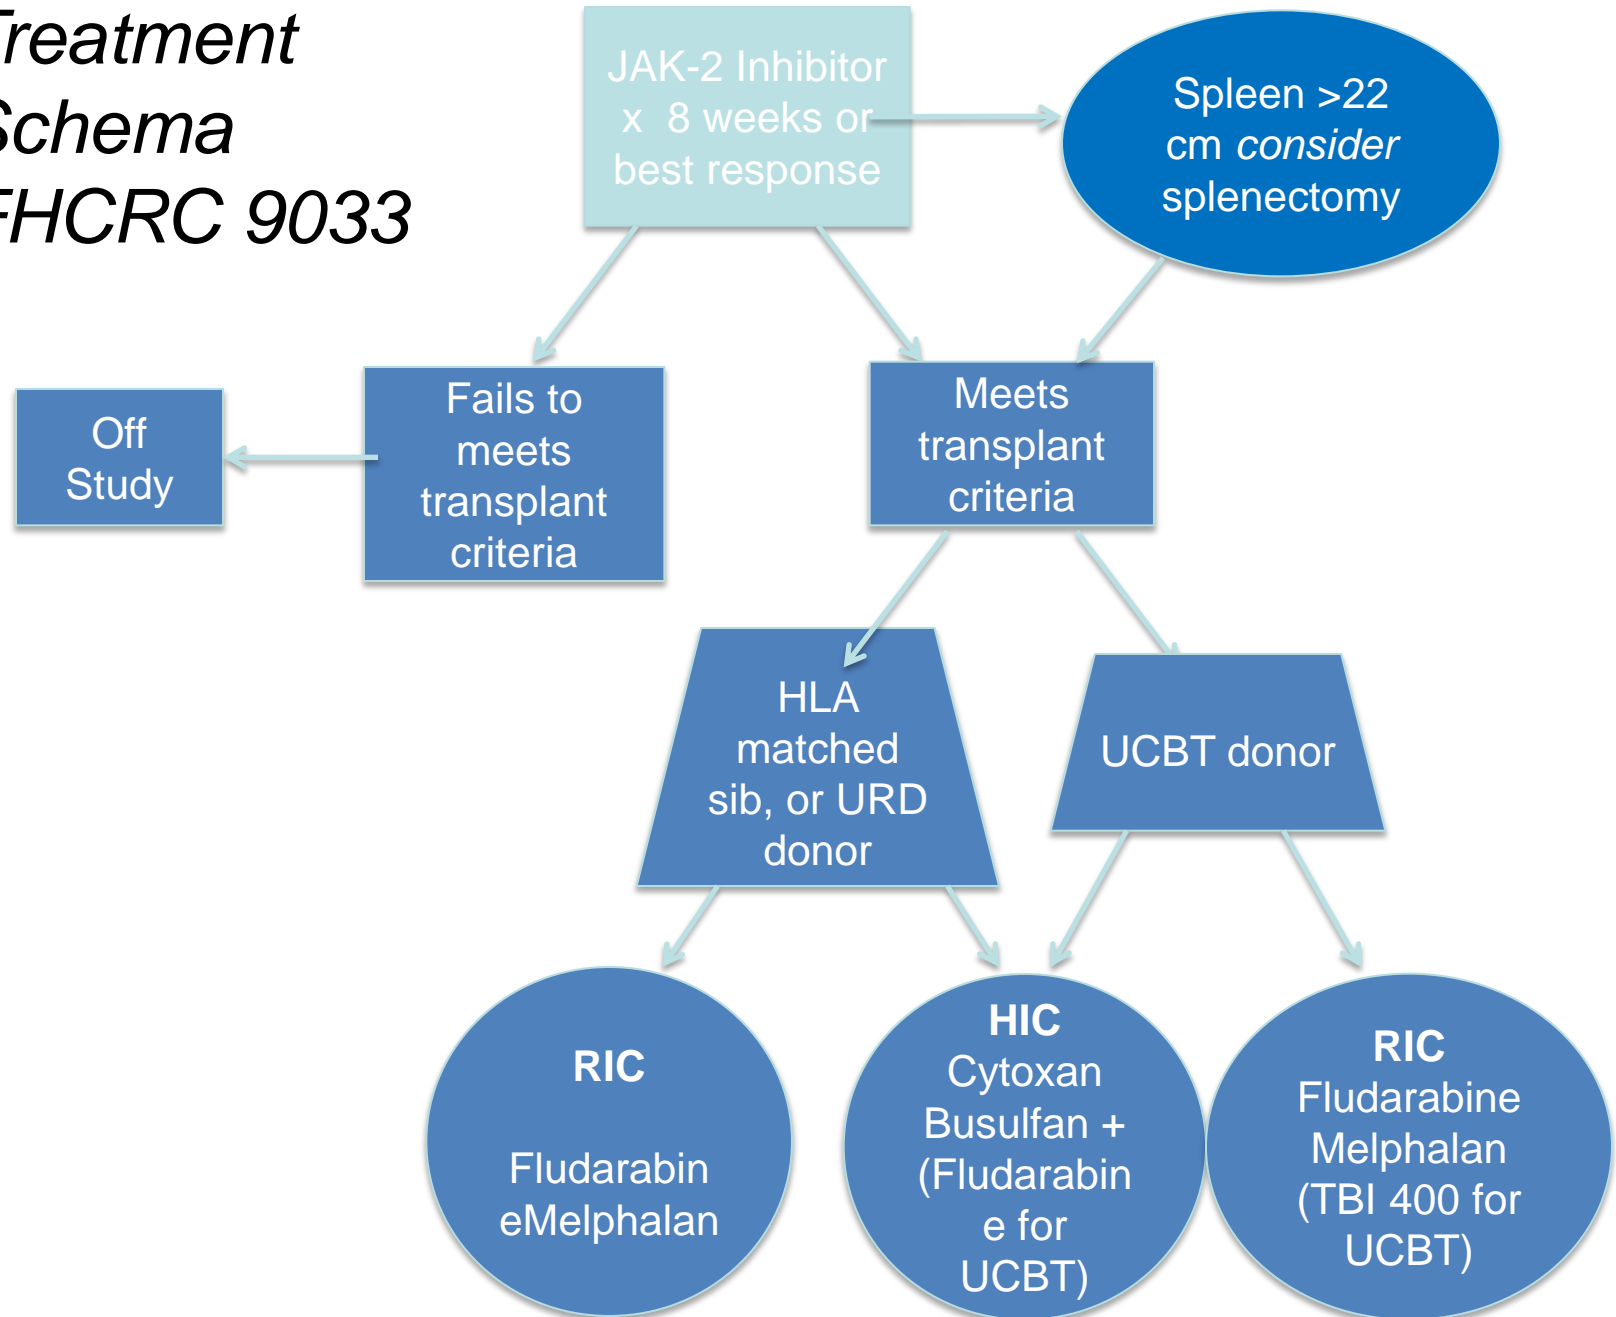 Treatment
Schema
FHCRC 9033
JAK-2 Inhibitor
x 8 weeks or
best response
Spleen >22
cm consider
splenectomy
Off
Study
Fails to
meets
transplant
criteria
Meets
transplant
criteria
HLA
matched
sib, or URD
donor
UCBT donor
RIC
Fludarabin
eMelphalan
HIC
Cytoxan
Busulfan +
(Fludarabin
e for
UCBT)
RIC
Fludarabine
Melphalan
(TBI 400 for
UCBT)